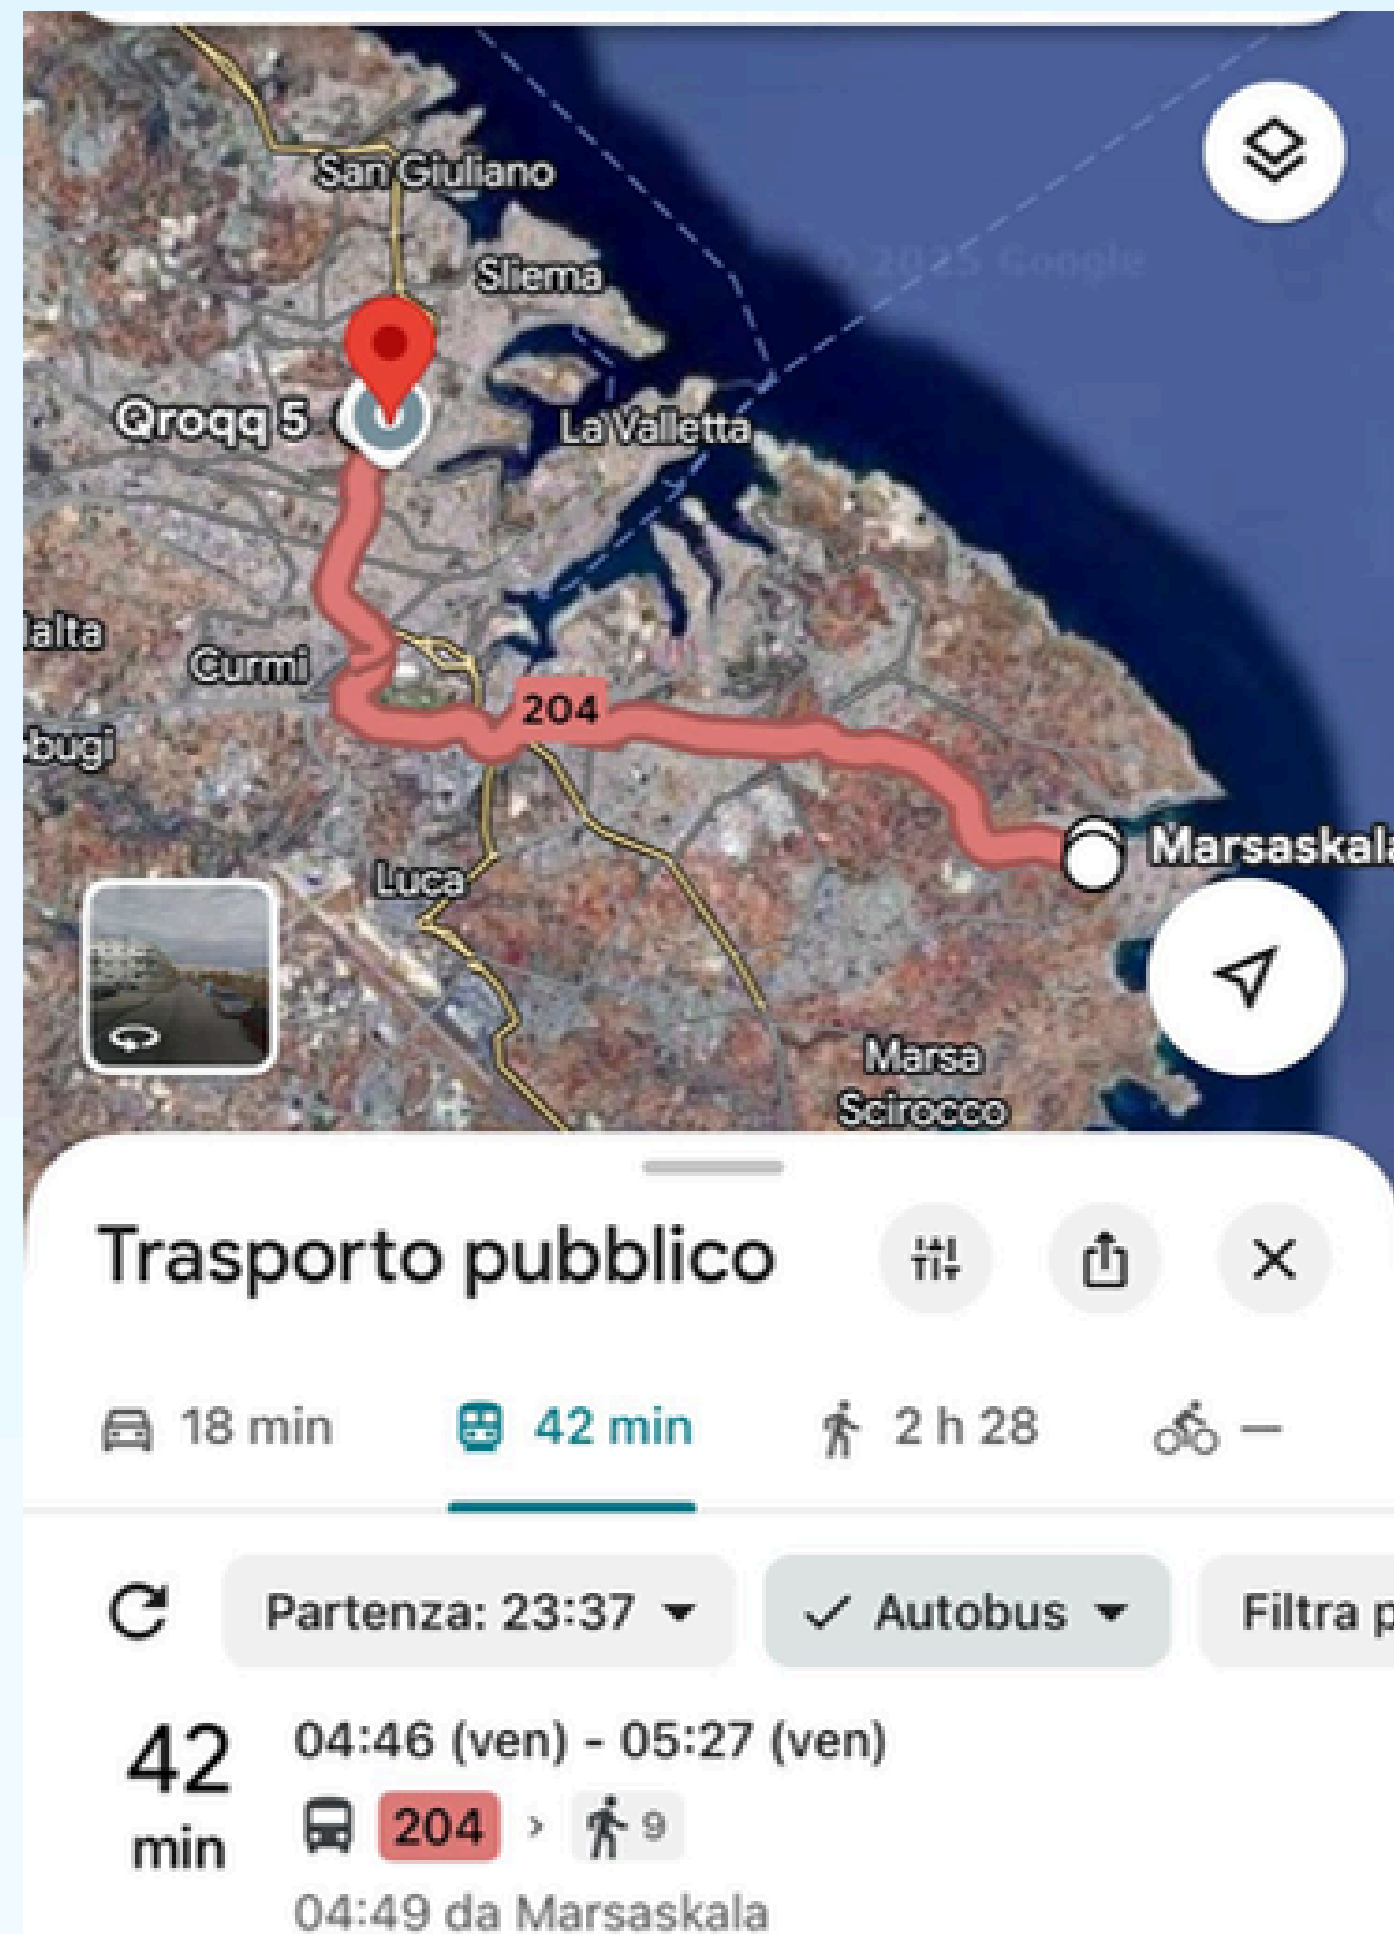 San Giuliano
Sliema
© 2025 Google
Qroqq 5
La Valletta
Curmi
204
Marsaskala
Luca
Marsa
Scirocco
Trasporto pubblico
18 min
42 min
2 h 28
—
Partenza: 23:37
Autobus
Filtra p
42
min
04:46 (ven) - 05:27 (ven)
204
9
04:49 da Marsaskala